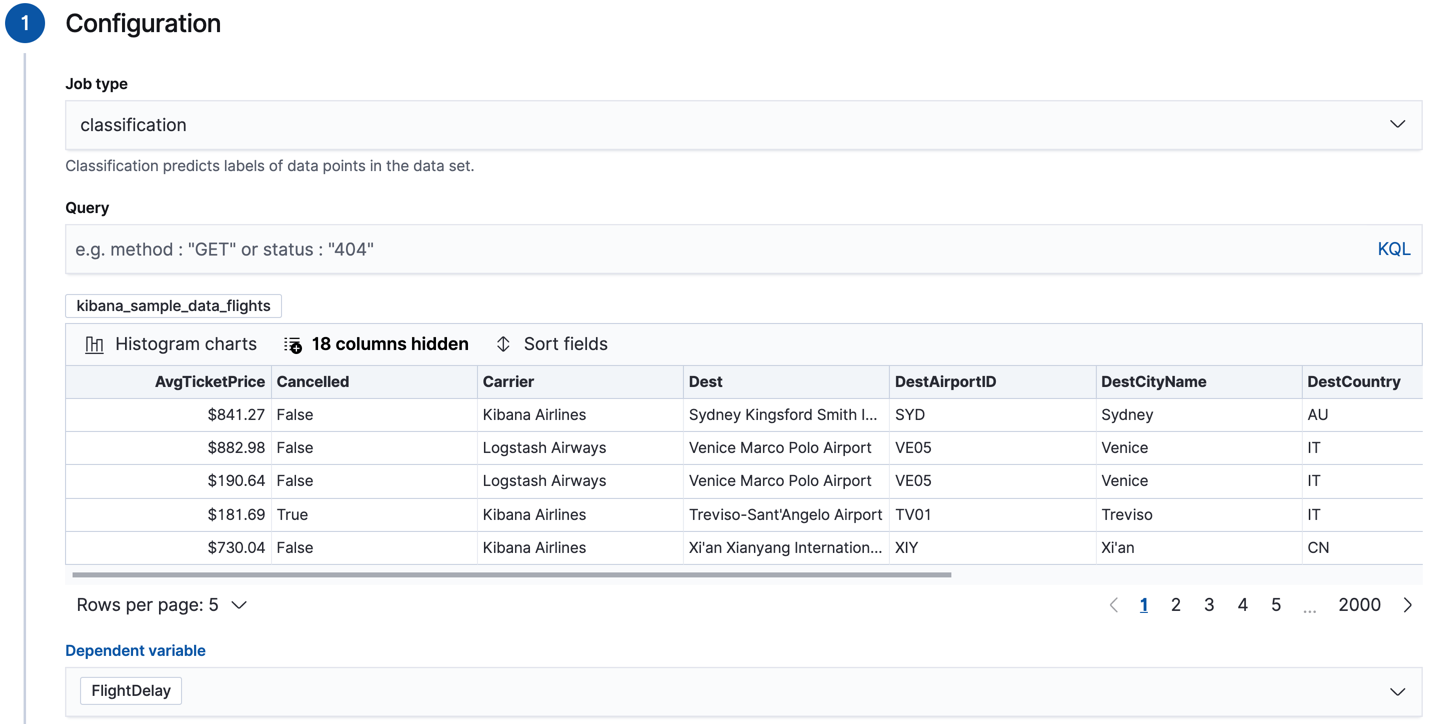 1 Configuration
Job type
classification
Classification predicts labels of data points in the data set.
Query
e.g. method : "GET" or status : "404" KQL
kibana_sample_data_flights
Histogram charts 18 columns hidden Sort fields
AvgTicketPrice Cancelled Carrier Dest DestAirportID DestCityName DestCountry
$841.27 False Kibana Airlines Sydney Kingsford Smith I... SYD Sydney AU
$882.98 False Logstash Airways Venice Marco Polo Airport VE05 Venice IT
$190.64 False Logstash Airways Venice Marco Polo Airport VE05 Venice IT
$181.69 True Kibana Airlines Treviso-Sant'Angelo Airport TV01 Treviso IT
$730.04 False Kibana Airlines Xi'an Xianyang Internation... XIY Xi'an CN
Rows per page: 5 1 2 3 4 5 ... 2000
Dependent variable
FlightDelay